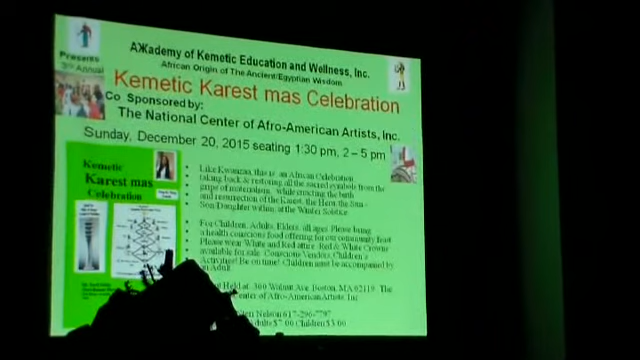 Presents
3rd Annual
AӜademy of Kemetic Education and Wellness, Inc.
African Origin of The Ancient/Egyptian Wisdom
Kemetic Karest mas Celebration
Co Sponsored by:
The National Center of Afro-American Artists, Inc.
Sunday, December 20, 2015 seating 1:30 pm, 2 – 5 pm
Kemetic
Karest mas
Celebration
Like Kwanzaa, this is an African Celebration
taking back & restoring all the sacred symbols from the
grips of materialism while enacting the birth
and resurrection of the Karest, the Heru, the Sun -
Son/Daughter within, at the Winter Solstice
For Children, Adults, Elders, all ages Please bring
a health conscious food offering for our community feast
Please wear White and Red attire Red & White Crowns
available for sale. Conscious Vendors, Children's
Activities! Be on time! Children must be accompanied by
an Adult.
Held at: 300 Walnut Ave. Boston, MA 02119 The
Center of Afro-American Artists, Inc
Nelson 617-296-7797
Adults $7.00 Children $3.00